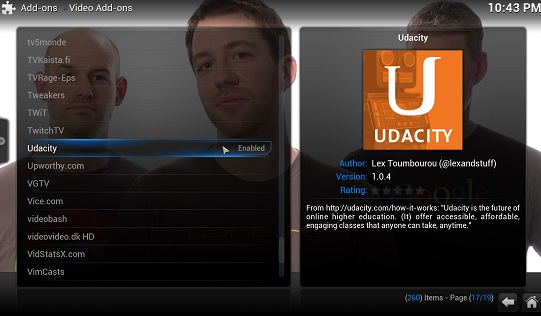 Add-ons • Video Add-ons
10:43 PM
tv5monde
TVKaista.fi
TVRage-Eps
Tweakers
TWiT
TwitchTV
Udacity Enabled
Upworthy.com
VGTV
Vice.com
videobash
videovideo.dk HD
VidStatsX.com
VimCasts
Udacity
U
UDACITY
Author: Lex Toumbourou (@lexandstuff)
Version: 1.0.4
Rating:
From http://udacity.com/how-it-works: "Udacity is the future of
online higher education. (It) offer accessible, affordable,
engaging classes that anyone can take, anytime."
(260) Items - Page (17/19)